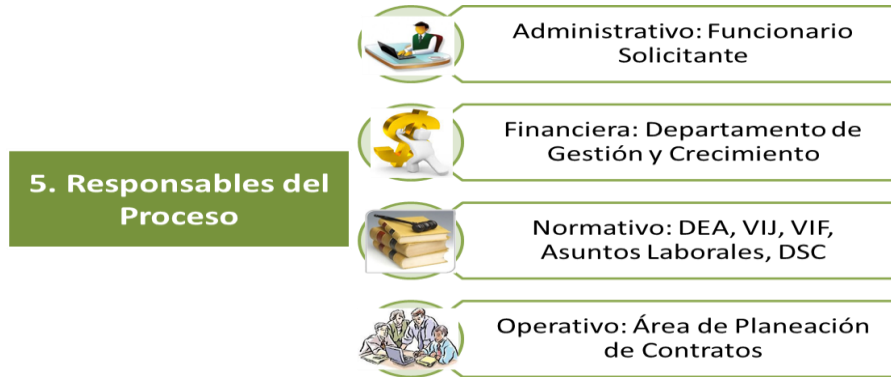 Administrativo: Funcionario
Solicitante
Financiera: Departamento de
Gestión y Crecimiento
5. Responsables del
Proceso
Normativo: DEA, VIJ, VIF,
Asuntos Laborales, DSC
Operativo: Área de Planeación
de Contratos